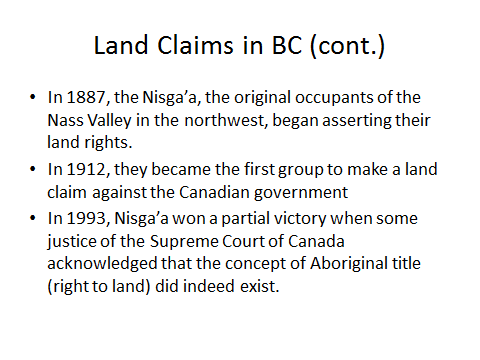 Land Claims in BC (cont.)
• In 1887, the Nisga’a, the original occupants of the
Nass Valley in the northwest, began asserting their
land rights.
• In 1912, they became the first group to make a land
claim against the Canadian government
• In 1993, Nisga’a won a partial victory when some
justice of the Supreme Court of Canada
acknowledged that the concept of Aboriginal title
(right to land) did indeed exist.